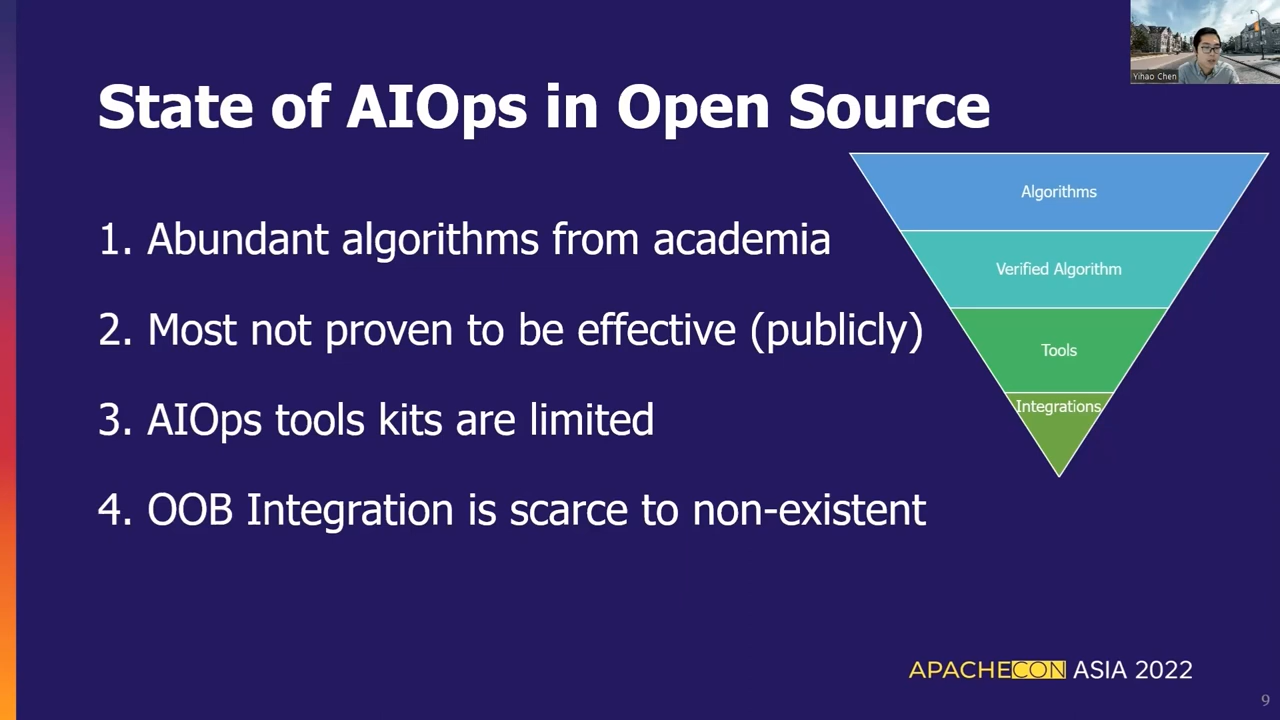 Yihao Chen
State of AIOps in Open Source
1. Abundant algorithms from academia
2. Most not proven to be effective (publicly)
3. AIOps tools kits are limited
4. OOB Integration is scarce to non-existent
Algorithms
Verified Algorithm
Tools
Integrations
APACHECON ASIA 2022
9